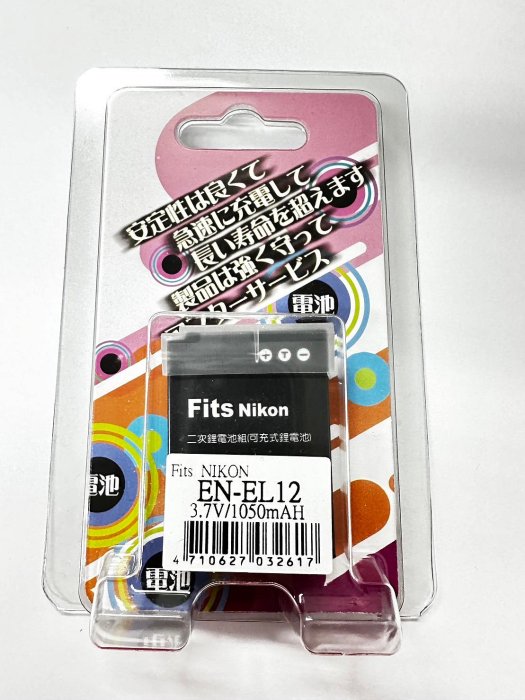 安定性は良くて
急速に充電して
長い寿命を超えます
製品は強く守って
ーサービス
電池
+ T -
Fits Nikon
二次鋰電池組(可充式鋰電池)
Fits NIKON
EN-EL12
3.7V/1050mAH
4 710627 032617
電池
電池